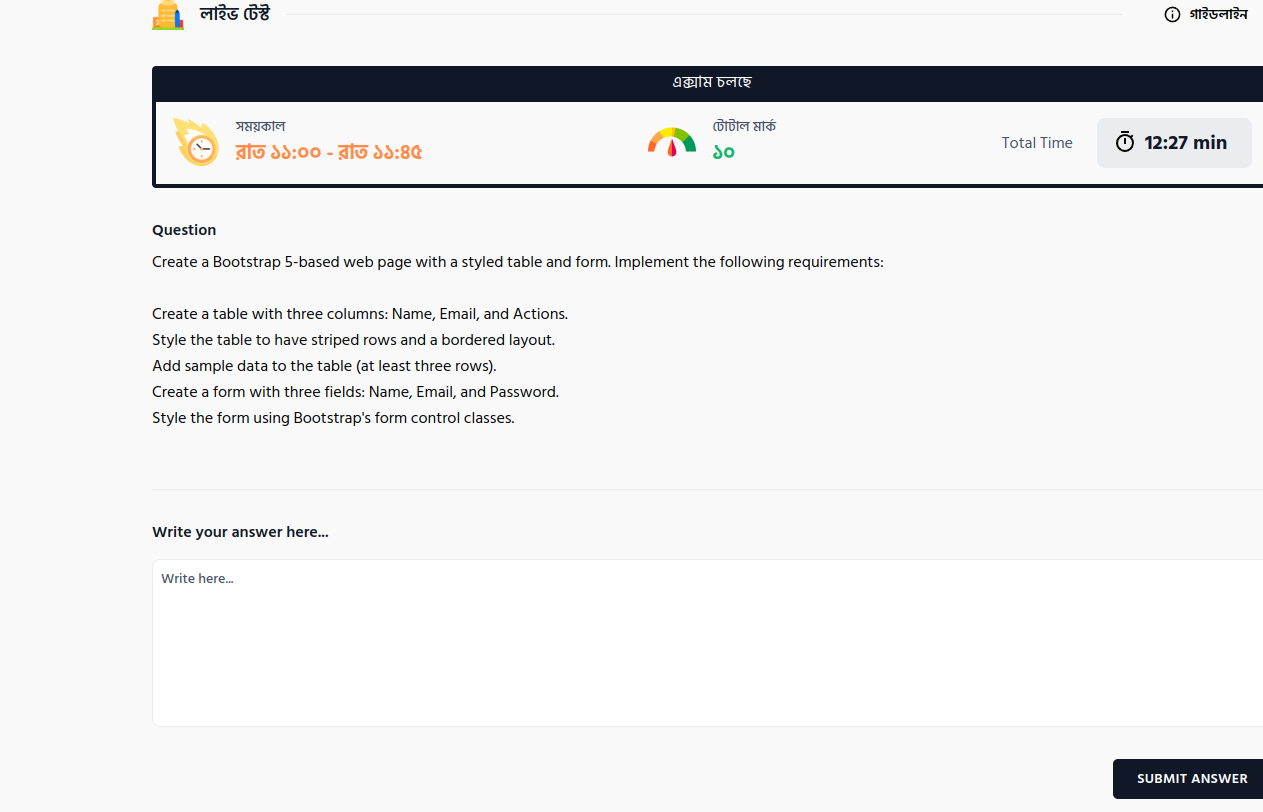 লাইভ টেস্ট
গাইডলাইন
এক্সাম চলছে
সময়কাল
রাত ১১:০০ - রাত ১১:৪৫
টোটাল মার্ক
১০
Total Time
12:27 min
Question
Create a Bootstrap 5-based web page with a styled table and form. Implement the following requirements:
Create a table with three columns: Name, Email, and Actions.
Style the table to have striped rows and a bordered layout.
Add sample data to the table (at least three rows).
Create a form with three fields: Name, Email, and Password.
Style the form using Bootstrap's form control classes.
Write your answer here...
Write here...
SUBMIT ANSWER